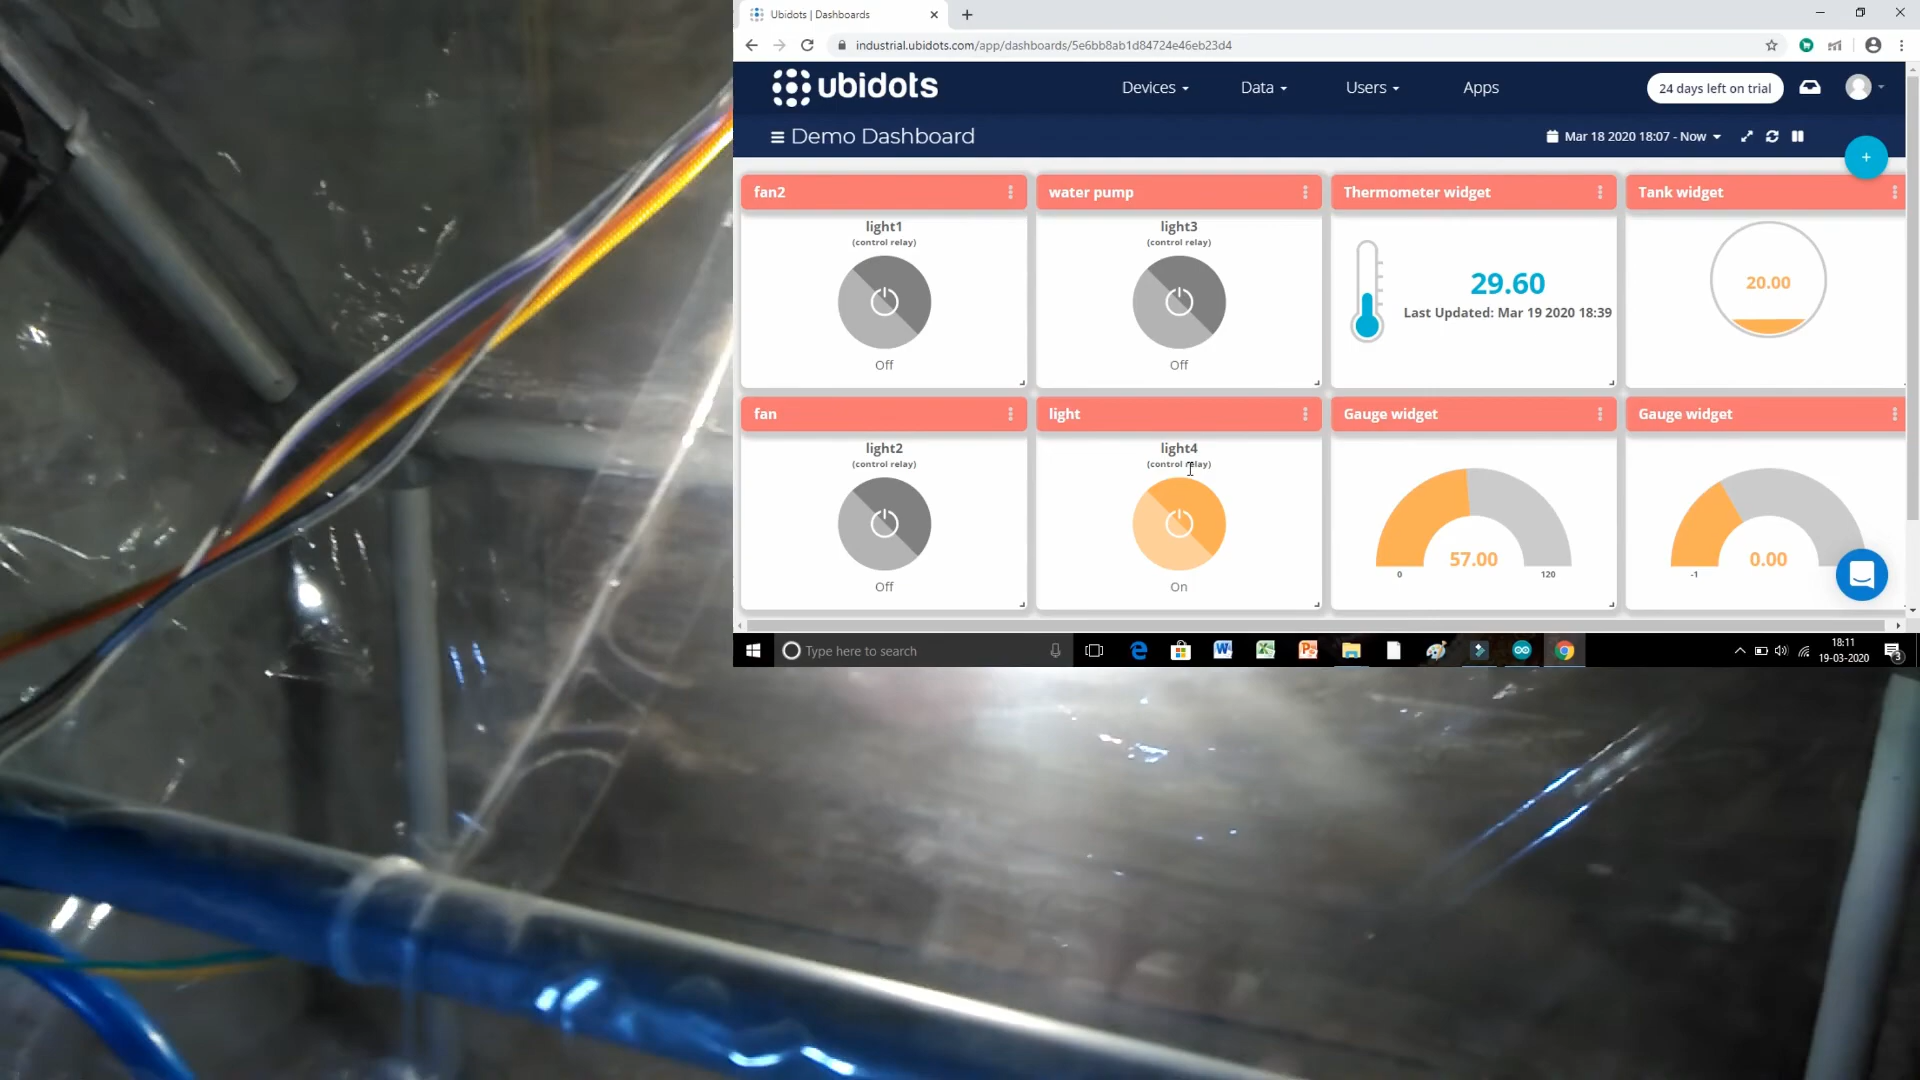 Ubidots | Dashboards
industrial.ubidots.com/app/dashboards/5e6bb8ab1d84724e46eb23d4
ubidots
Devices
Data
Users
Apps
24 days left on trial
Demo Dashboard
Mar 18 2020 18:07 - Now
fan2
water pump
Thermometer widget
Tank widget
light1
(control relay)
Off
light3
(control relay)
Off
29.60
Last Updated: Mar 19 2020 18:39
20.00
fan
light
Gauge widget
Gauge widget
light2
(control relay)
Off
light4
(control relay)
On
57.00
0
120
0.00
-1
Type here to search
18:11
19-03-2020
3